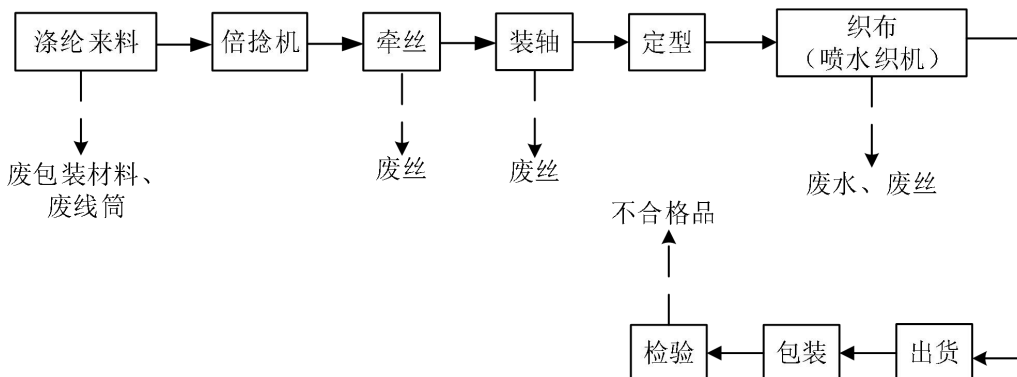 涤纶来料
倍捻机
牵丝
装轴
定型
织布
（喷水织机）
废包装材料、
废线筒
废丝
废丝
废水、废丝
不合格品
检验
包装
出货